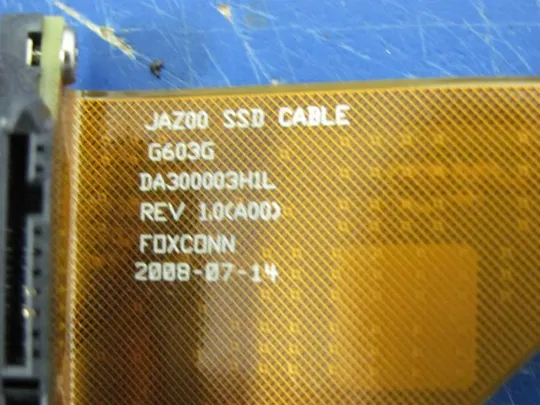 JAZ00 SSD CABLE
G603G
DA300003H1L
REV 1.0(A00)
FOXCONN
2008-07-14